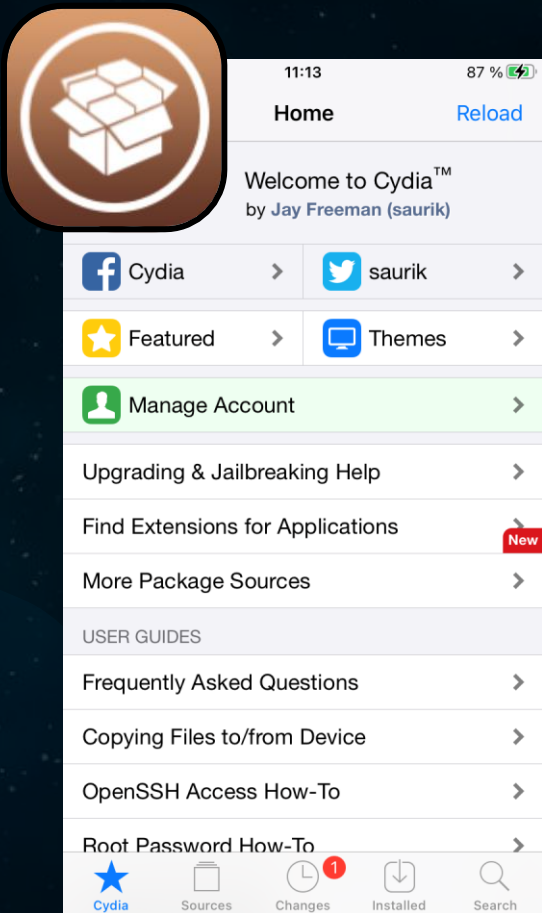 11:13 87 %
Home Reload
Welcome to Cydia™
by Jay Freeman (saurik)
Cydia saurik
Featured Themes
Manage Account
Upgrading & Jailbreaking Help
Find Extensions for Applications
New
More Package Sources
USER GUIDES
Frequently Asked Questions
Copying Files to/from Device
OpenSSH Access How-To
Root Password How-To
1
Cydia Sources Changes Installed Search